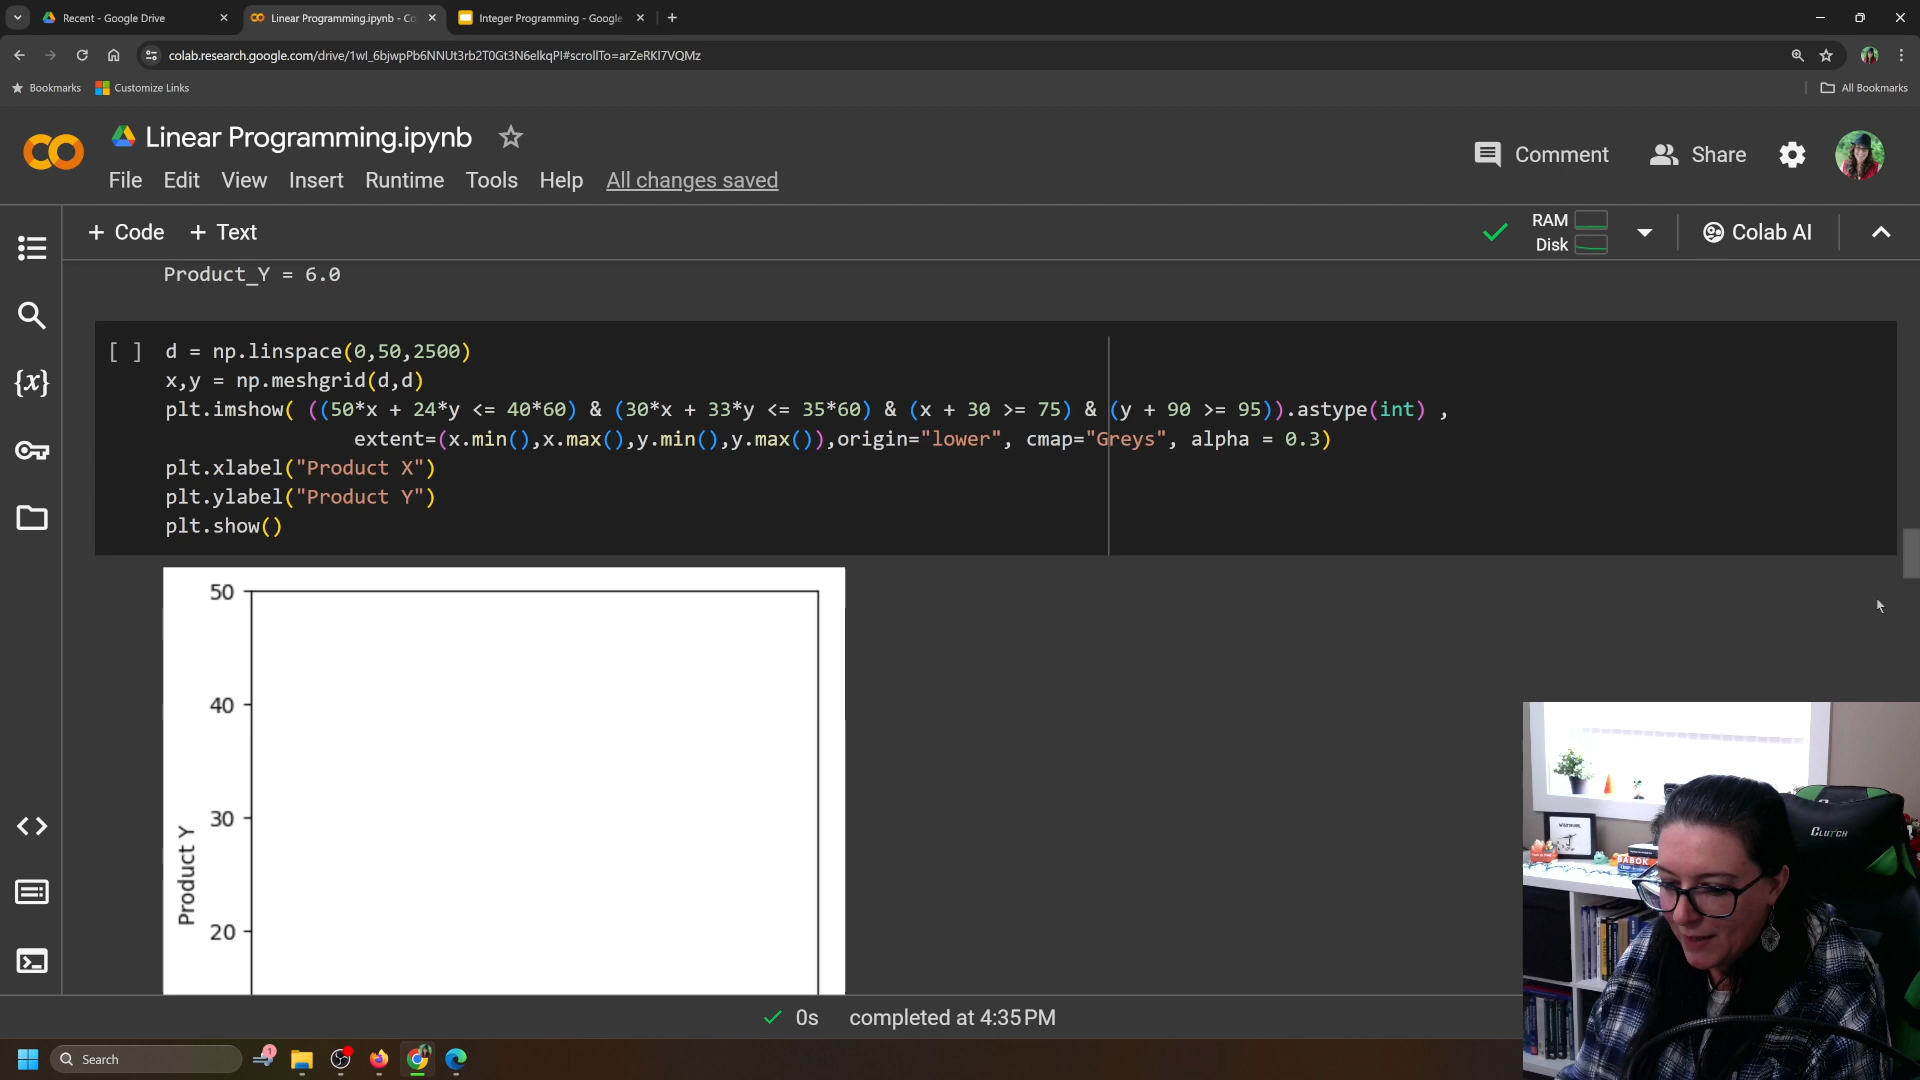 Recent - Google Drive
Linear Programming.ipynb - Co
Integer Programming - Google
colab.research.google.com/drive/1wI_6bjwpPb6NNUt3rb2T0Gt3N6elkqPI#scrollTo=arZeRKI7VQMz
Bookmarks
Customize Links
All Bookmarks
Linear Programming.ipynb
Comment
Share
File Edit View Insert Runtime Tools Help All changes saved
+ Code + Text
RAM
Disk
Colab AI
Product_Y = 6.0
[ ] d = np.linspace(0,50,2500)
x,y = np.meshgrid(d,d)
plt.imshow( ((50*x + 24*y <= 40*60) & (30*x + 33*y <= 35*60) & (x + 30 >= 75) & (y + 90 >= 95)).astype(int) ,
extent=(x.min(),x.max(),y.min(),y.max()),origin="lower", cmap="Greys", alpha = 0.3)
plt.xlabel("Product X")
plt.ylabel("Product Y")
plt.show()
50
40
30
20
Product Y
CLUTCH
BABOK
0s completed at 4:35 PM
Search
1